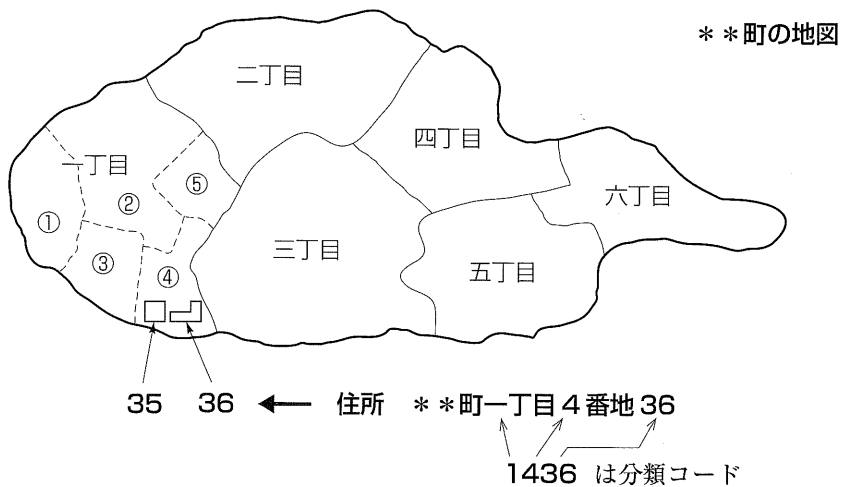 ＊＊町の地図
二丁目
四丁目
一丁目
六丁目
⑤
②
①
三丁目
五丁目
③
④
35 36 ← 住所 ＊＊町一丁目4番地36
1436 は分類コード